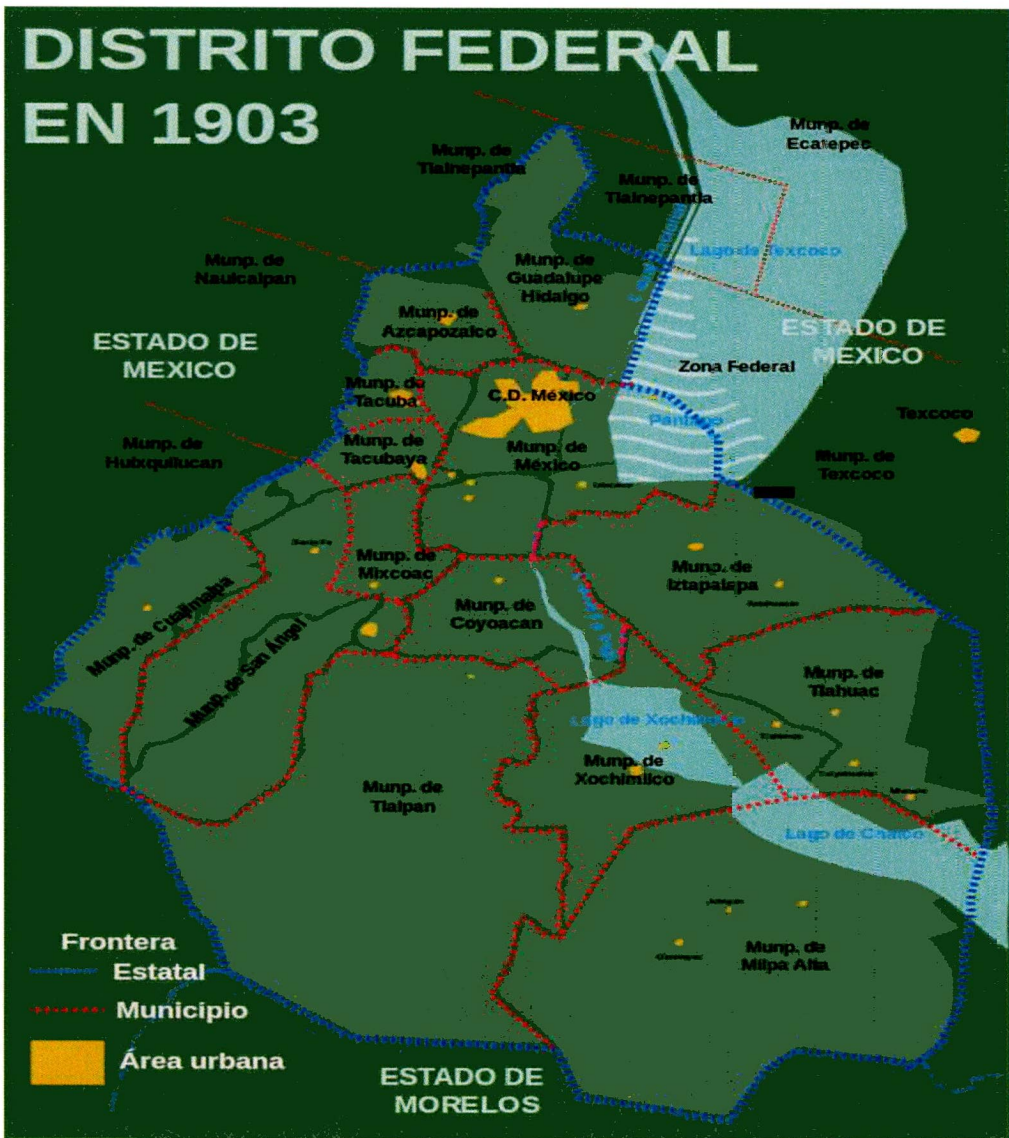 DISTRITO FEDERAL
EN 1903
Munp. de
Ecatepec
Munp. de
Tlalnepantla
Munp. de
Tlalnepantla
Lago de Texcoco
Munp. de
Naulcalpan
Munp. de
Guadalupe
Hidalgo
Munp. de
Azcapozalco
ESTADO DE
MEXICO
ESTADO DE
MEXICO
Zona Federal
Munp. de
Tacuba
C.D. México
Texcoco
Munp. de
Huixquilucan
Munp. de
Tacubaya
Munp. de
México
Munp. de
Texcoco
Munp. de
Mixcoac
Munp. de
Iztapalapa
Munp. de Cuajimalpa
Munp. de San Ángel
Munp. de
Coyoacan
Munp. de
Tlahuac
Lago de Xochimilco
Munp. de
Xochimilco
Munp. de
Tlalpan
Lago de Chalco
Munp. de
Milpa Alta
Frontera
Estatal
Município
Área urbana
ESTADO DE
MORELOS